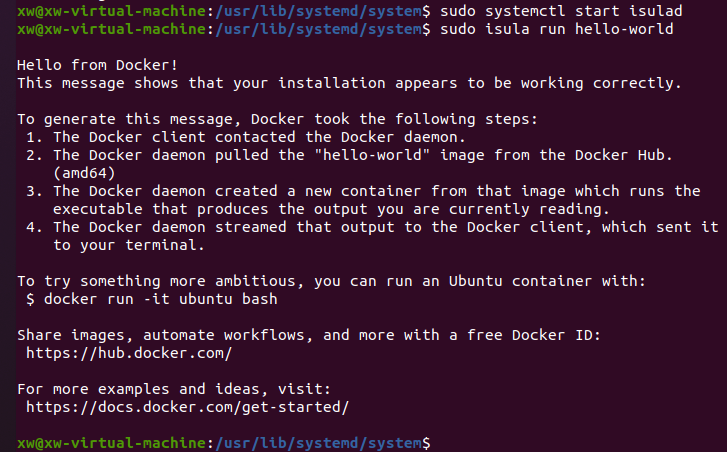 xw@xw-virtual-machine:/usr/lib/systemd/system$ sudo systemctl start isulad
xw@xw-virtual-machine:/usr/lib/systemd/system$ sudo isula run hello-world
Hello from Docker!
This message shows that your installation appears to be working correctly.
To generate this message, Docker took the following steps:
1. The Docker client contacted the Docker daemon.
2. The Docker daemon pulled the "hello-world" image from the Docker Hub.
(amd64)
3. The Docker daemon created a new container from that image which runs the
executable that produces the output you are currently reading.
4. The Docker daemon streamed that output to the Docker client, which sent it
to your terminal.
To try something more ambitious, you can run an Ubuntu container with:
$ docker run -it ubuntu bash
Share images, automate workflows, and more with a free Docker ID:
https://hub.docker.com/
For more examples and ideas, visit:
https://docs.docker.com/get-started/
xw@xw-virtual-machine:/usr/lib/systemd/system$